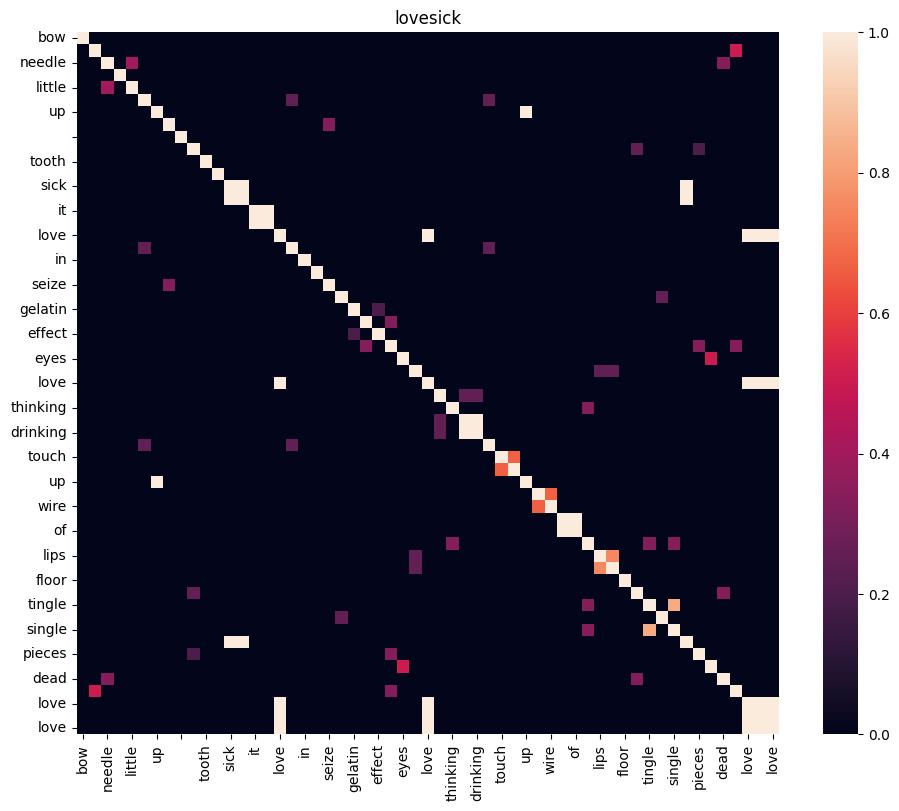 lovesick
bow
needle
little
up
tooth
sick
it
love
in
seize
gelatin
effect
eyes
love
thinking
drinking
touch
up
wire
of
lips
floor
tingle
single
pieces
dead
love
love
1.0
0.8
0.6
0.4
0.2
0.0
bow
needle
little
up
tooth
sick
it
love
in
seize
gelatin
effect
eyes
love
thinking
drinking
touch
up
wire
of
lips
floor
tingle
single
pieces
dead
love
love